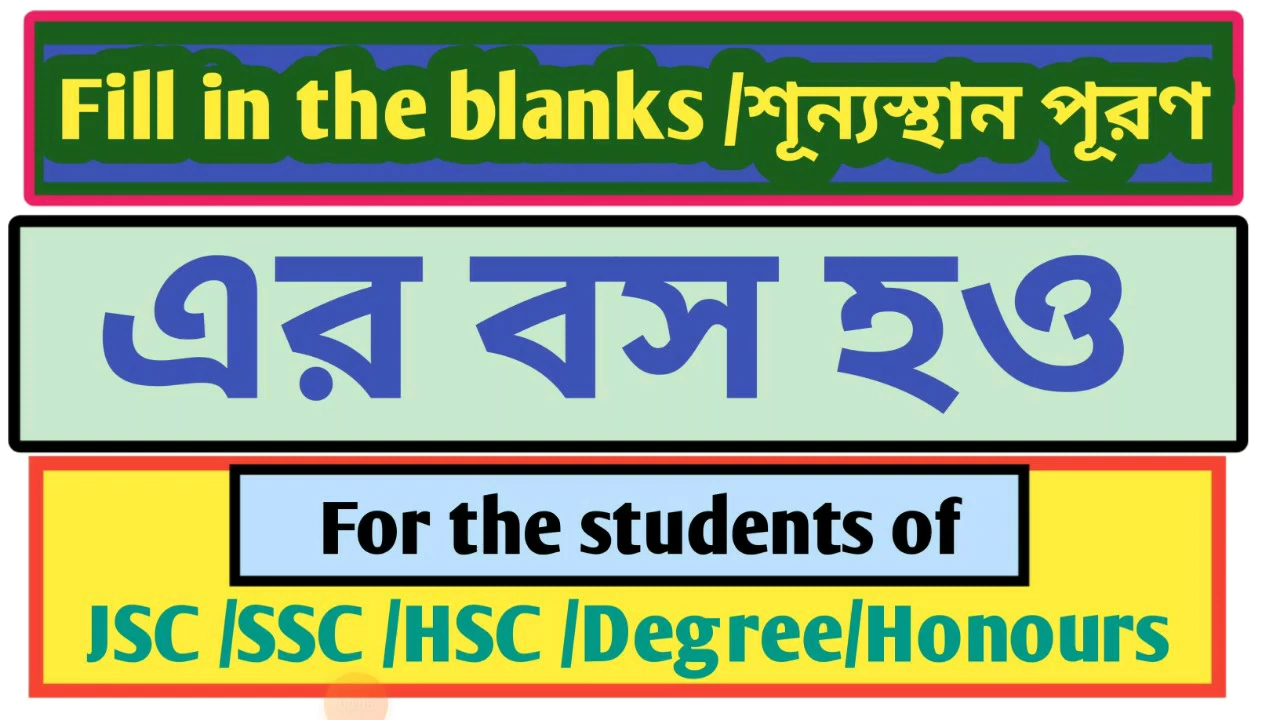 Fill in the blanks /শূন্যস্থান পূরণ
এর বস হও
For the students of
JSC /SSC /HSC /Degree/Honours